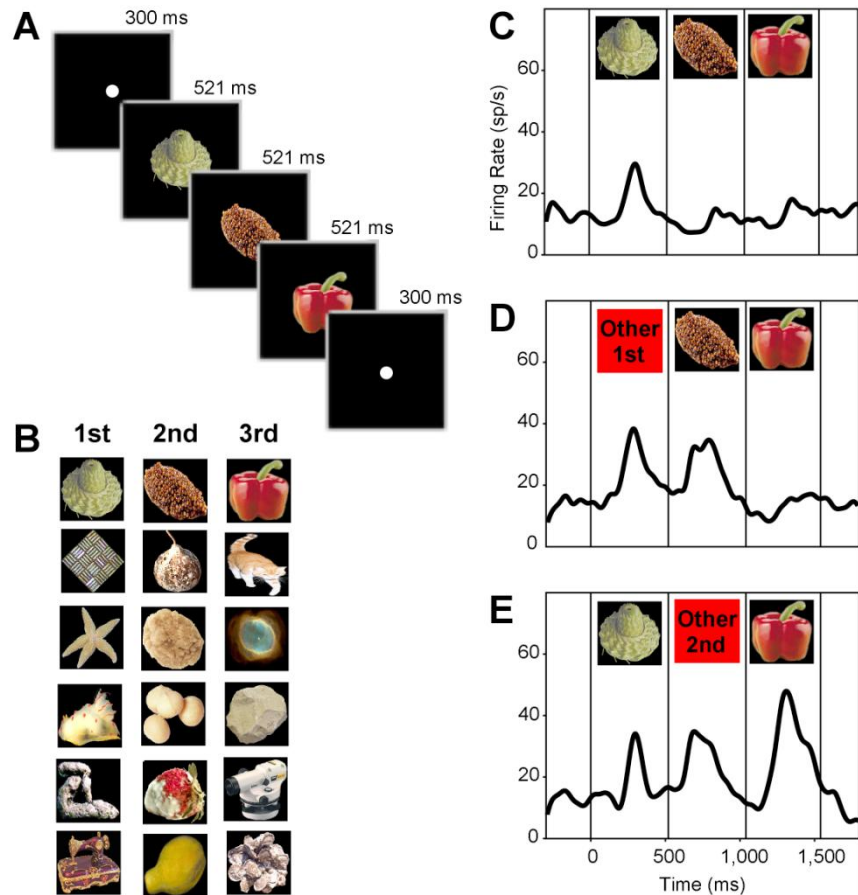 A
300 ms
521 ms
521 ms
521 ms
300 ms
B
1st 2nd 3rd
C
Firing Rate (sp/s)
60
40
20
0
D
Other
1st
60
40
20
0
E
Other
2nd
60
40
20
0
0 500 1,000 1,500
Time (ms)